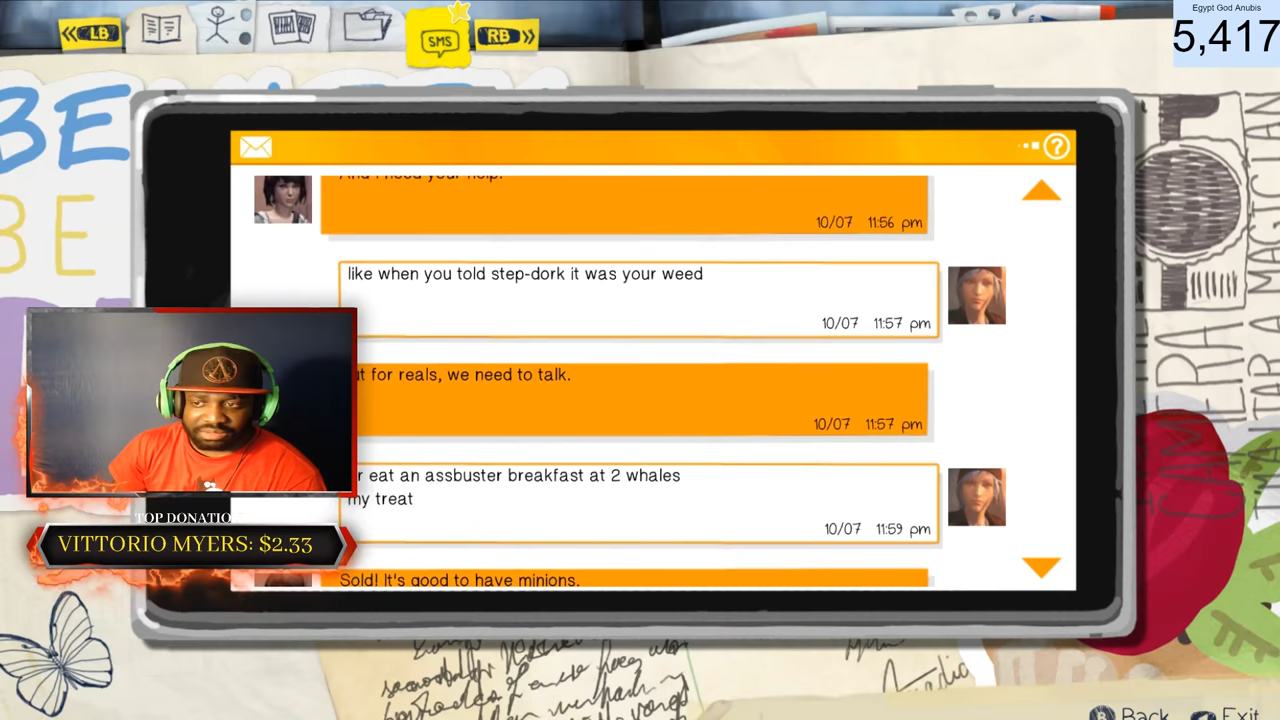 Egypt God Anubis
5,417
LB
SMS
RB
BE
BE
And I need your help.
10/07 11:56 pm
like when you told step-dork it was your weed
10/07 11:57 pm
for reals, we need to talk.
10/07 11:57 pm
eat an assbuster breakfast at 2 whales
my treat
10/07 11:59 pm
Sold! It's good to have minions.
TOP DONATIO
VITTORIO MYERS: $2.33
MAGICIAN
B Back
Exit